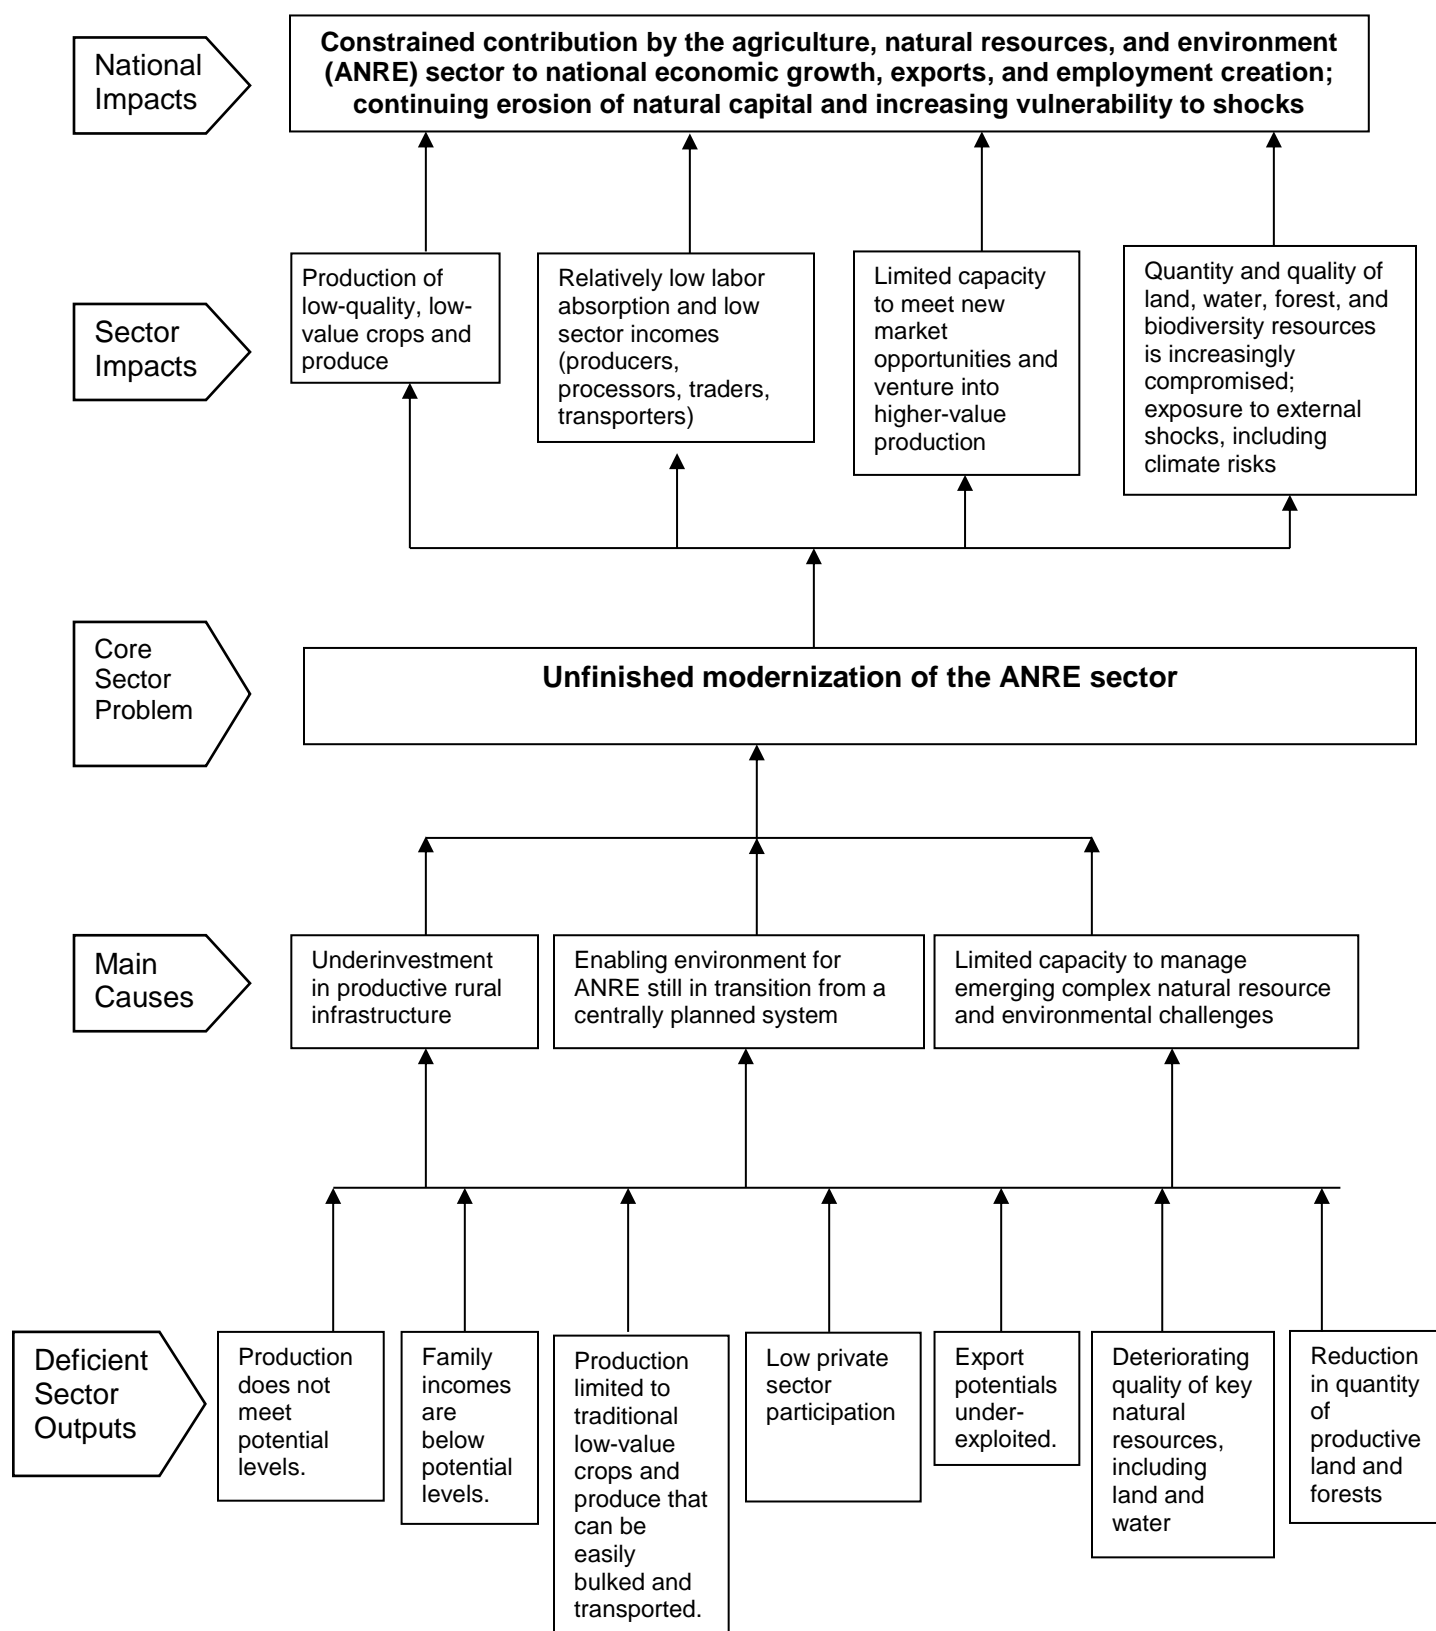 National
Impacts
Constrained contribution by the agriculture, natural resources, and environment
(ANRE) sector to national economic growth, exports, and employment creation;
continuing erosion of natural capital and increasing vulnerability to shocks
Sector
Impacts
Production of
low-quality, low-
value crops and
produce
Relatively low labor
absorption and low
sector incomes
(producers,
processors, traders,
transporters)
Limited capacity
to meet new
market
opportunities and
venture into
higher-value
production
Quantity and quality of
land, water, forest, and
biodiversity resources
is increasingly
compromised;
exposure to external
shocks, including
climate risks
Core
Sector
Problem
Unfinished modernization of the ANRE sector
Main
Causes
Underinvestment
in productive rural
infrastructure
Enabling environment for
ANRE still in transition from a
centrally planned system
Limited capacity to manage
emerging complex natural resource
and environmental challenges
Deficient
Sector
Outputs
Production
does not
meet
potential
levels.
Family
incomes
are
below
potential
levels.
Production
limited to
traditional
low-value
crops and
produce that
can be
easily
bulked and
transported.
Low private
sector
participation
Export
potentials
under-
exploited.
Deteriorating
quality of key
natural
resources,
including
land and
water
Reduction
in quantity
of
productive
land and
forests